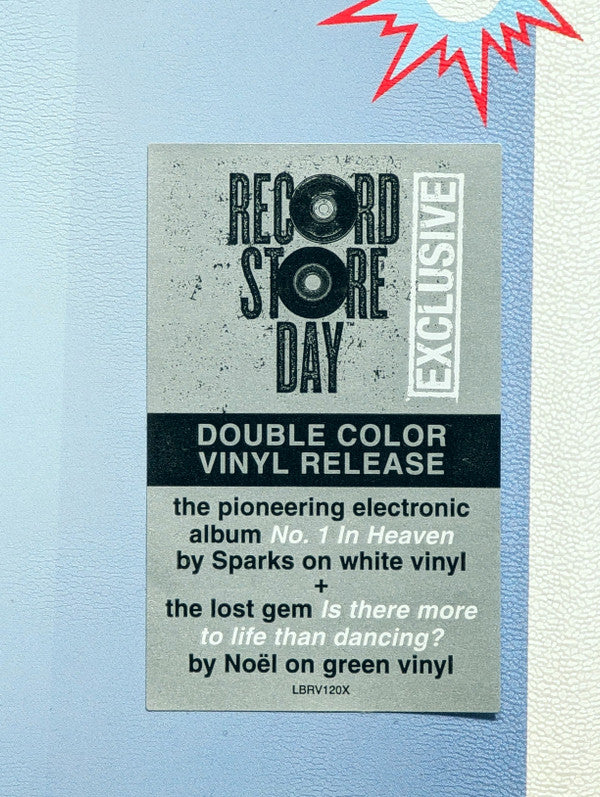 RECORD
STORE
DAY
EXCLUSIVE
DOUBLE COLOR
VINYL RELEASE
the pioneering electronic
album No. 1 In Heaven
by Sparks on white vinyl
+
the lost gem Is there more
to life than dancing?
by Noël on green vinyl
LBRV120X